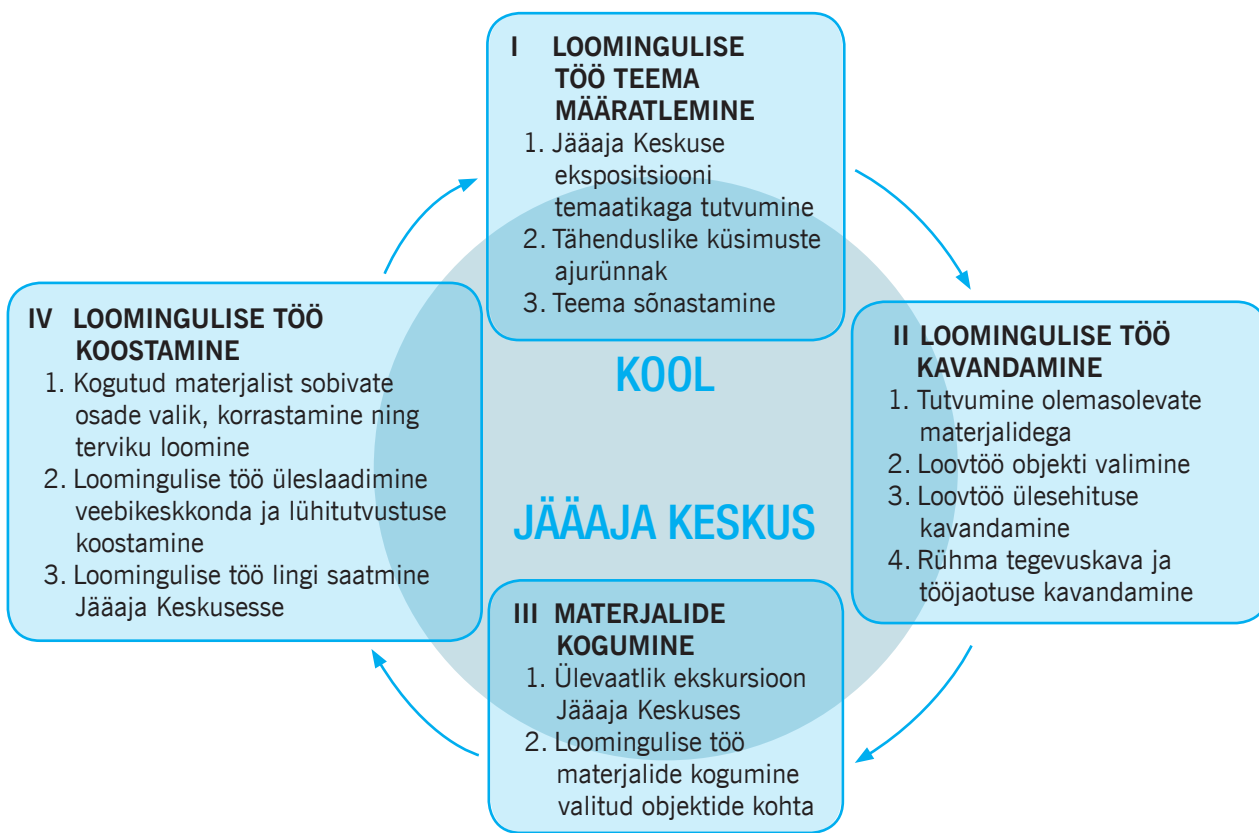 I LOOMINGULISE
TÖÖ TEEMA
MÄÄRATLEMINE
1. Jääaja Keskuse
ekspositsiooni
temaatikaga tutvumine
2. Tähenduslike küsimuste
ajurünnak
3. Teema sõnastamine
II LOOMINGULISE TÖÖ
KAVANDAMINE
1. Tutvumine olemasolevate
materjalidega
2. Loovtöö objekti valimine
3. Loovtöö ülesehituse
kavandamine
4. Rühma tegevuskava ja
tööjaotuse kavandamine
III MATERJALIDE
KOGUMINE
1. Ülevaatlik ekskursioon
Jääaja Keskuses
2. Loomingulise töö
materjalide kogumine
valitud objektide kohta
IV LOOMINGULISE TÖÖ
KOOSTAMINE
1. Kogutud materjalist sobivate
osade valik, korrastamine ning
terviku loomine
2. Loomingulise töö üleslaadimine
veebikeskkonda ja lühitutvustuse
koostamine
3. Loomingulise töö lingi saatmine
Jääaja Keskusesse
KOOL
JÄÄAJA KESKUS